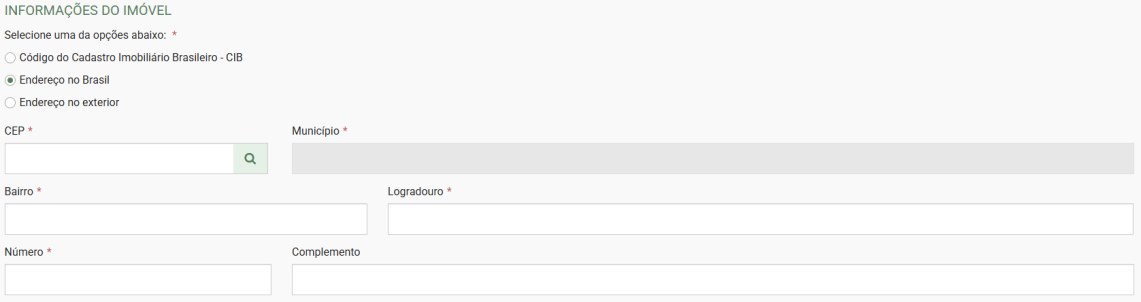 INFORMAÇÕES DO IMÓVEL
Selecione uma da opções abaixo: *
Código do Cadastro Imobiliário Brasileiro - CIB
Endereço no Brasil
Endereço no exterior
CEP * Município *
Bairro * Logradouro *
Número * Complemento